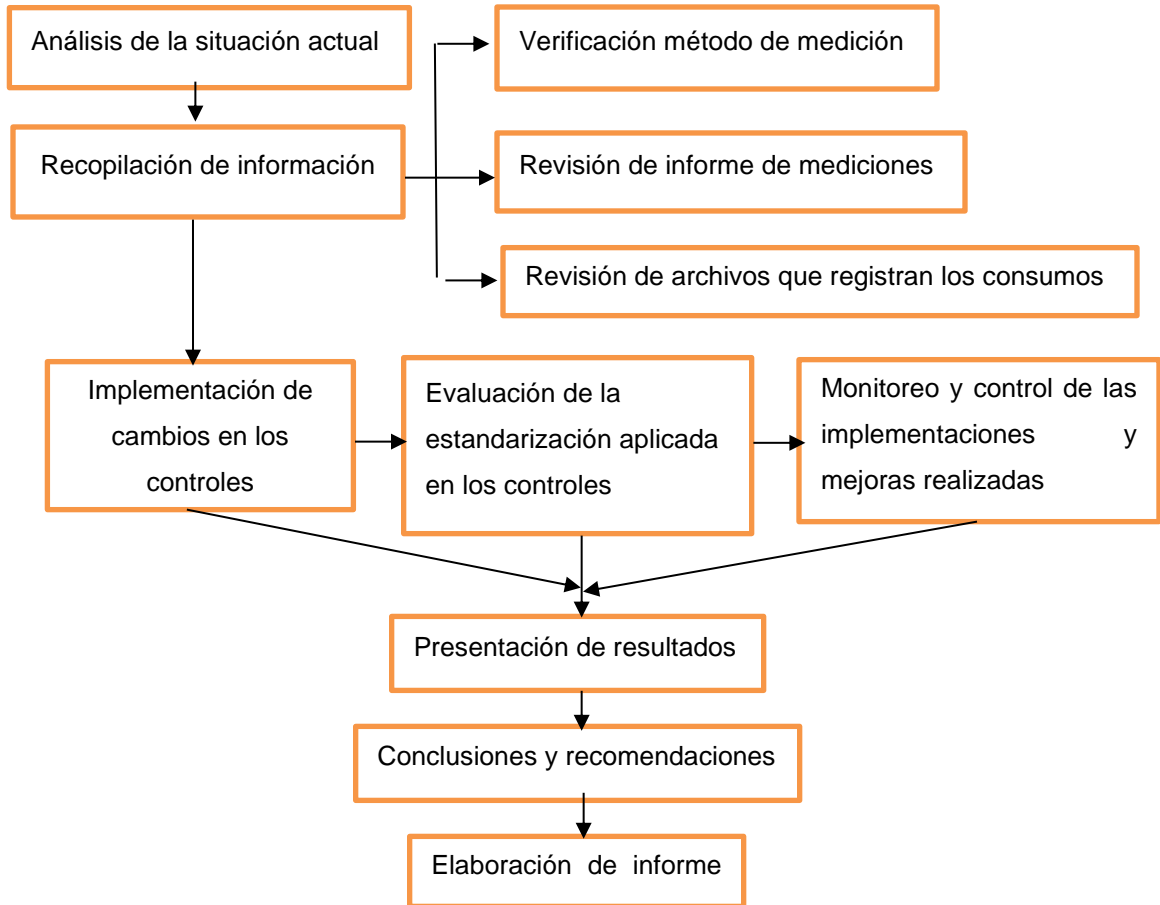 Análisis de la situación actual
Verificación método de medición
Recopilación de información
Revisión de informe de mediciones
Revisión de archivos que registran los consumos
Implementación de
cambios en los
controles
Evaluación de la
estandarización aplicada
en los controles
Monitoreo y control de las
implementaciones y
mejoras realizadas
Presentación de resultados
Conclusiones y recomendaciones
Elaboración de informe